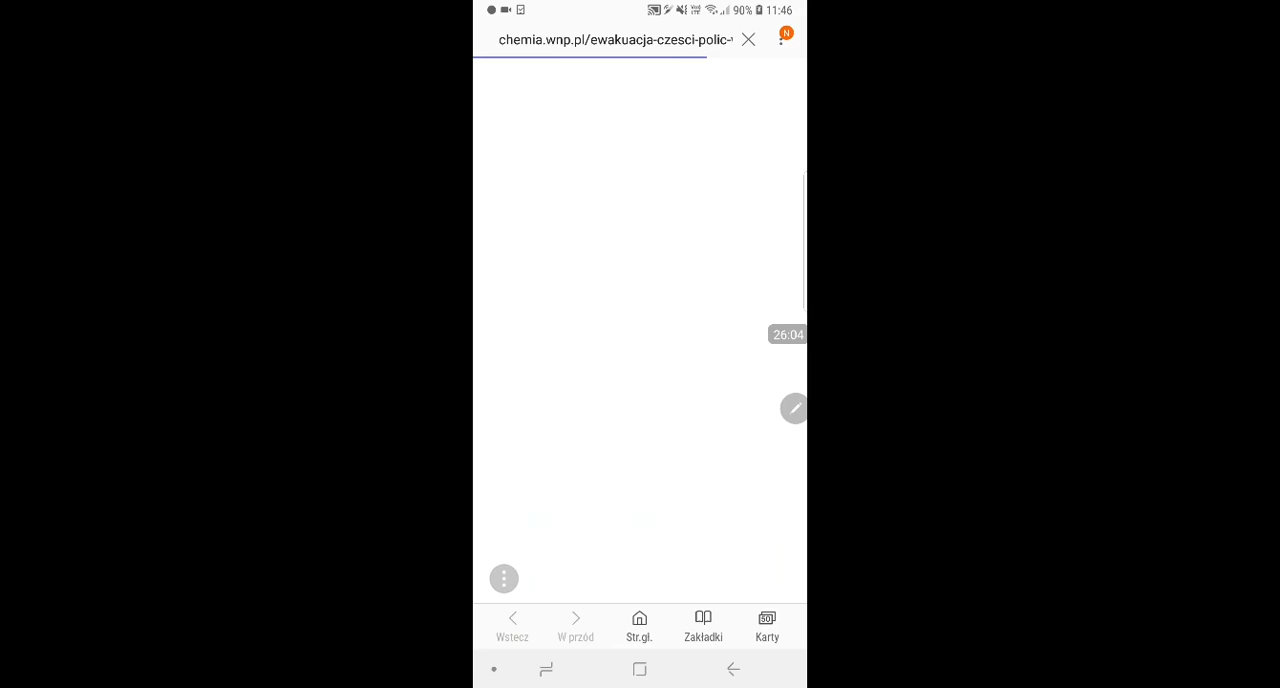 90% 11:46
chemia.wnp.pl/ewakuacja-czesci-polic-
N
26:04
50
Wstecz W przód Str.gł. Zakładki Karty